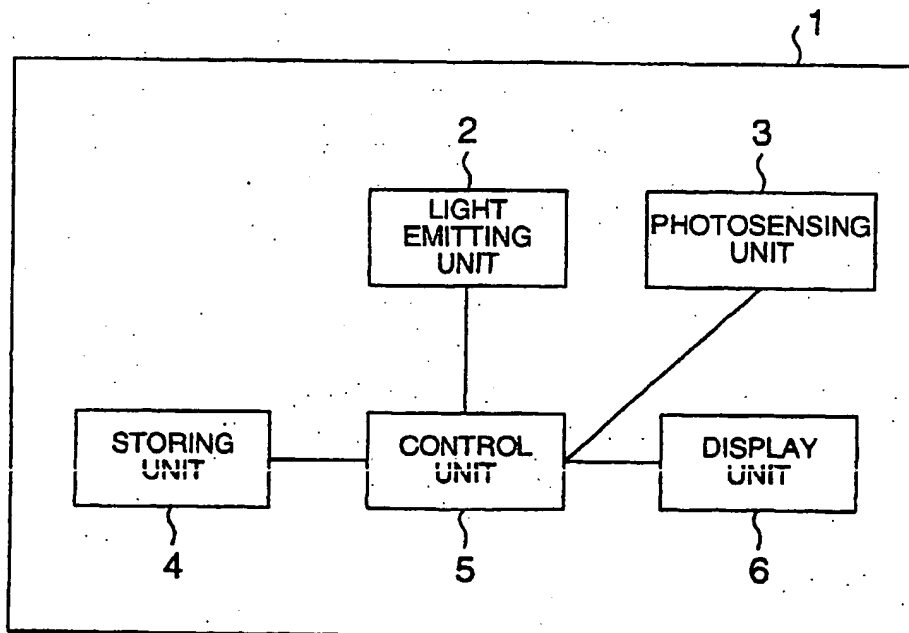 1
2
3
LIGHT
EMITTING
UNIT
PHOTOSENSING
UNIT
STORING
UNIT
CONTROL
UNIT
DISPLAY
UNIT
4
5
6